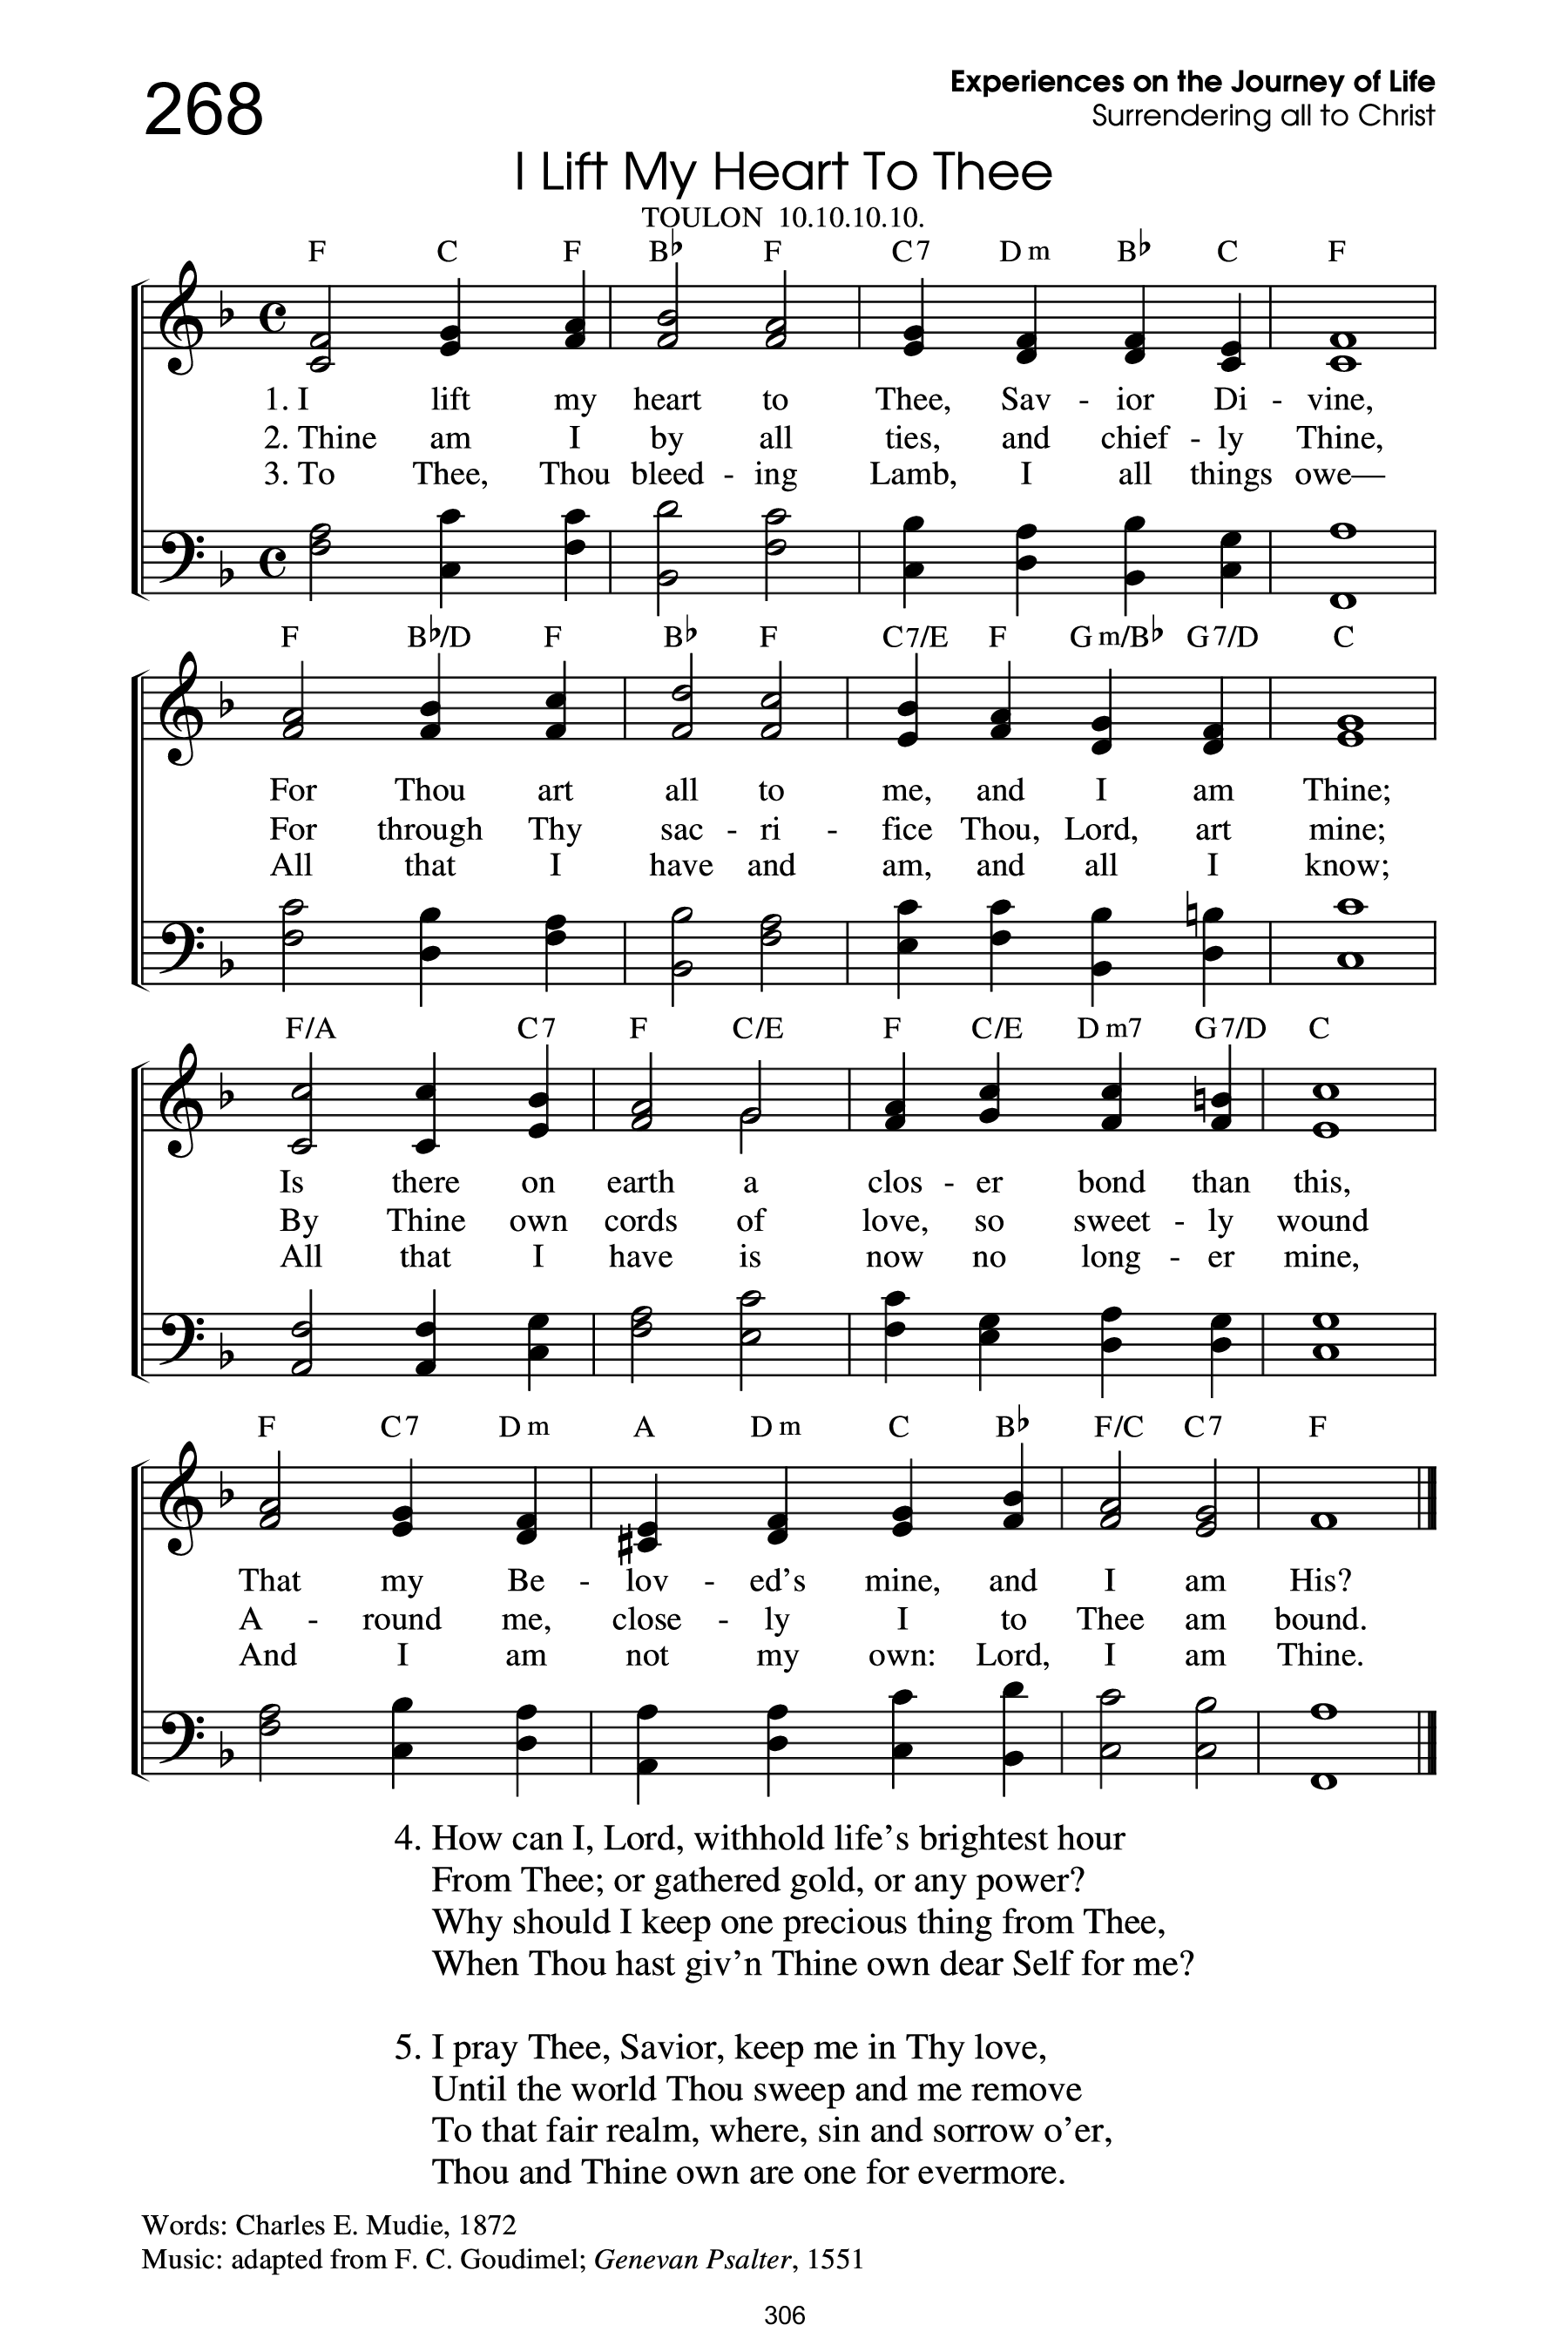 268
Experiences on the Journey of Life
Surrendering all to Christ
I Lift My Heart To Thee
TOULON 10.10.10.10.
F C F B♭ F C7 Dm B♭ C F
1. I lift my heart to Thee, Sav - ior Di - vine,
2. Thine am I by all ties, and chief - ly Thine,
3. To Thee, Thou bleed - ing Lamb, I all things owe—
F B♭/D F B♭ F C7/E F Gm/B♭ G7/D C
For Thou art all to me, and I am Thine;
For through Thy sac - ri - fice Thou, Lord, art mine;
All that I have and am, and all I know;
F/A C7 F C/E F C/E Dm7 G7/D C
Is there on earth a clos - er bond than this,
By Thine own cords of love, so sweet - ly wound
All that I have is now no long - er mine,
F C7 Dm A Dm C B♭ F/C C7 F
That my Be - lov - ed's mine, and I am His?
A - round me, close - ly I to Thee am bound.
And I am not my own: Lord, I am Thine.
4. How can I, Lord, withhold life's brightest hour
From Thee; or gathered gold, or any power?
Why should I keep one precious thing from Thee,
When Thou hast giv'n Thine own dear Self for me?
5. I pray Thee, Savior, keep me in Thy love,
Until the world Thou sweep and me remove
To that fair realm, where, sin and sorrow o'er,
Thou and Thine own are one for evermore.
Words: Charles E. Mudie, 1872
Music: adapted from F. C. Goudimel; Genevan Psalter, 1551
306